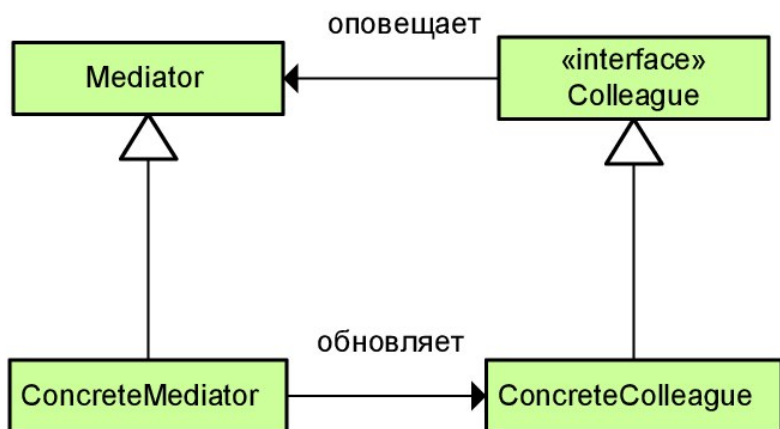 оповещает
Mediator
«interface»
Colleague
обновляет
ConcreteMediator
ConcreteColleague